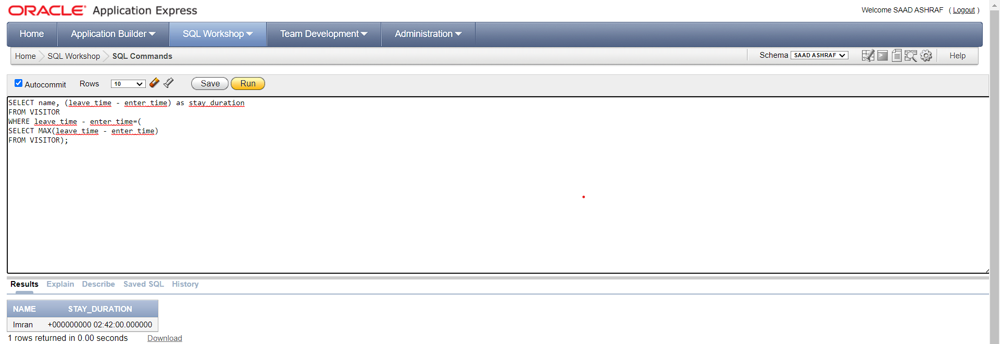 ORACLE Application Express
Welcome SAAD ASHRAF ( Logout )
Home Application Builder SQL Workshop Team Development Administration
Home SQL Workshop SQL Commands Schema SAAD ASHRAF Help
Autocommit Rows 10 Save Run
SELECT name, (leave_time - enter_time) as stay_duration
FROM VISITOR
WHERE leave_time - enter_time=(
SELECT MAX(leave_time - enter_time)
FROM VISITOR);
Results Explain Describe Saved SQL History
NAME STAY_DURATION
Imran +000000000 02:42:00.000000
1 rows returned in 0.00 seconds Download